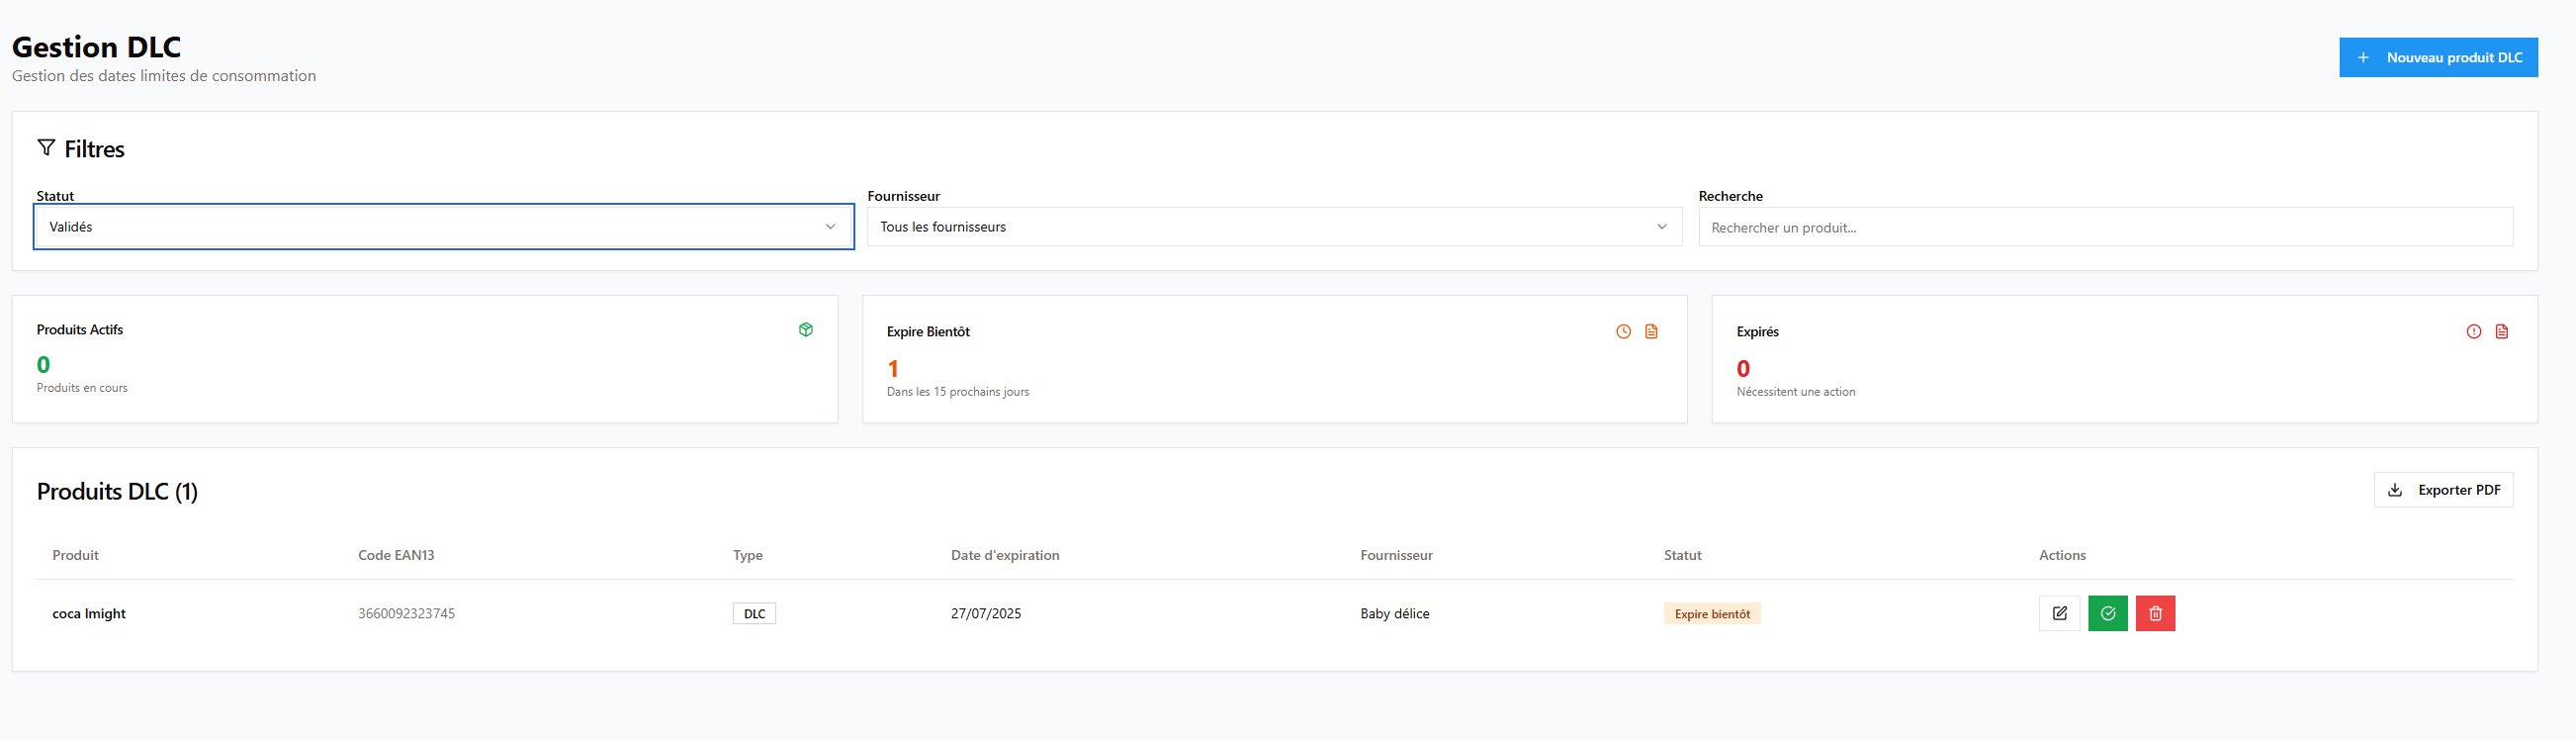 Gestion DLC
Gestion des dates limites de consommation
Nouveau produit DLC
Filtres
Statut
Validés
Fournisseur
Tous les fournisseurs
Recherche
Rechercher un produit...
Produits Actifs
0
Produits en cours
Expire Bientôt
1
Dans les 15 prochains jours
Expirés
0
Nécessitent une action
Produits DLC (1)
Exporter PDF
Produit Code EAN13 Type Date d'expiration Fournisseur Statut Actions
coca lmight 3660092323745 DLC 27/07/2025 Baby délice Expire bientôt